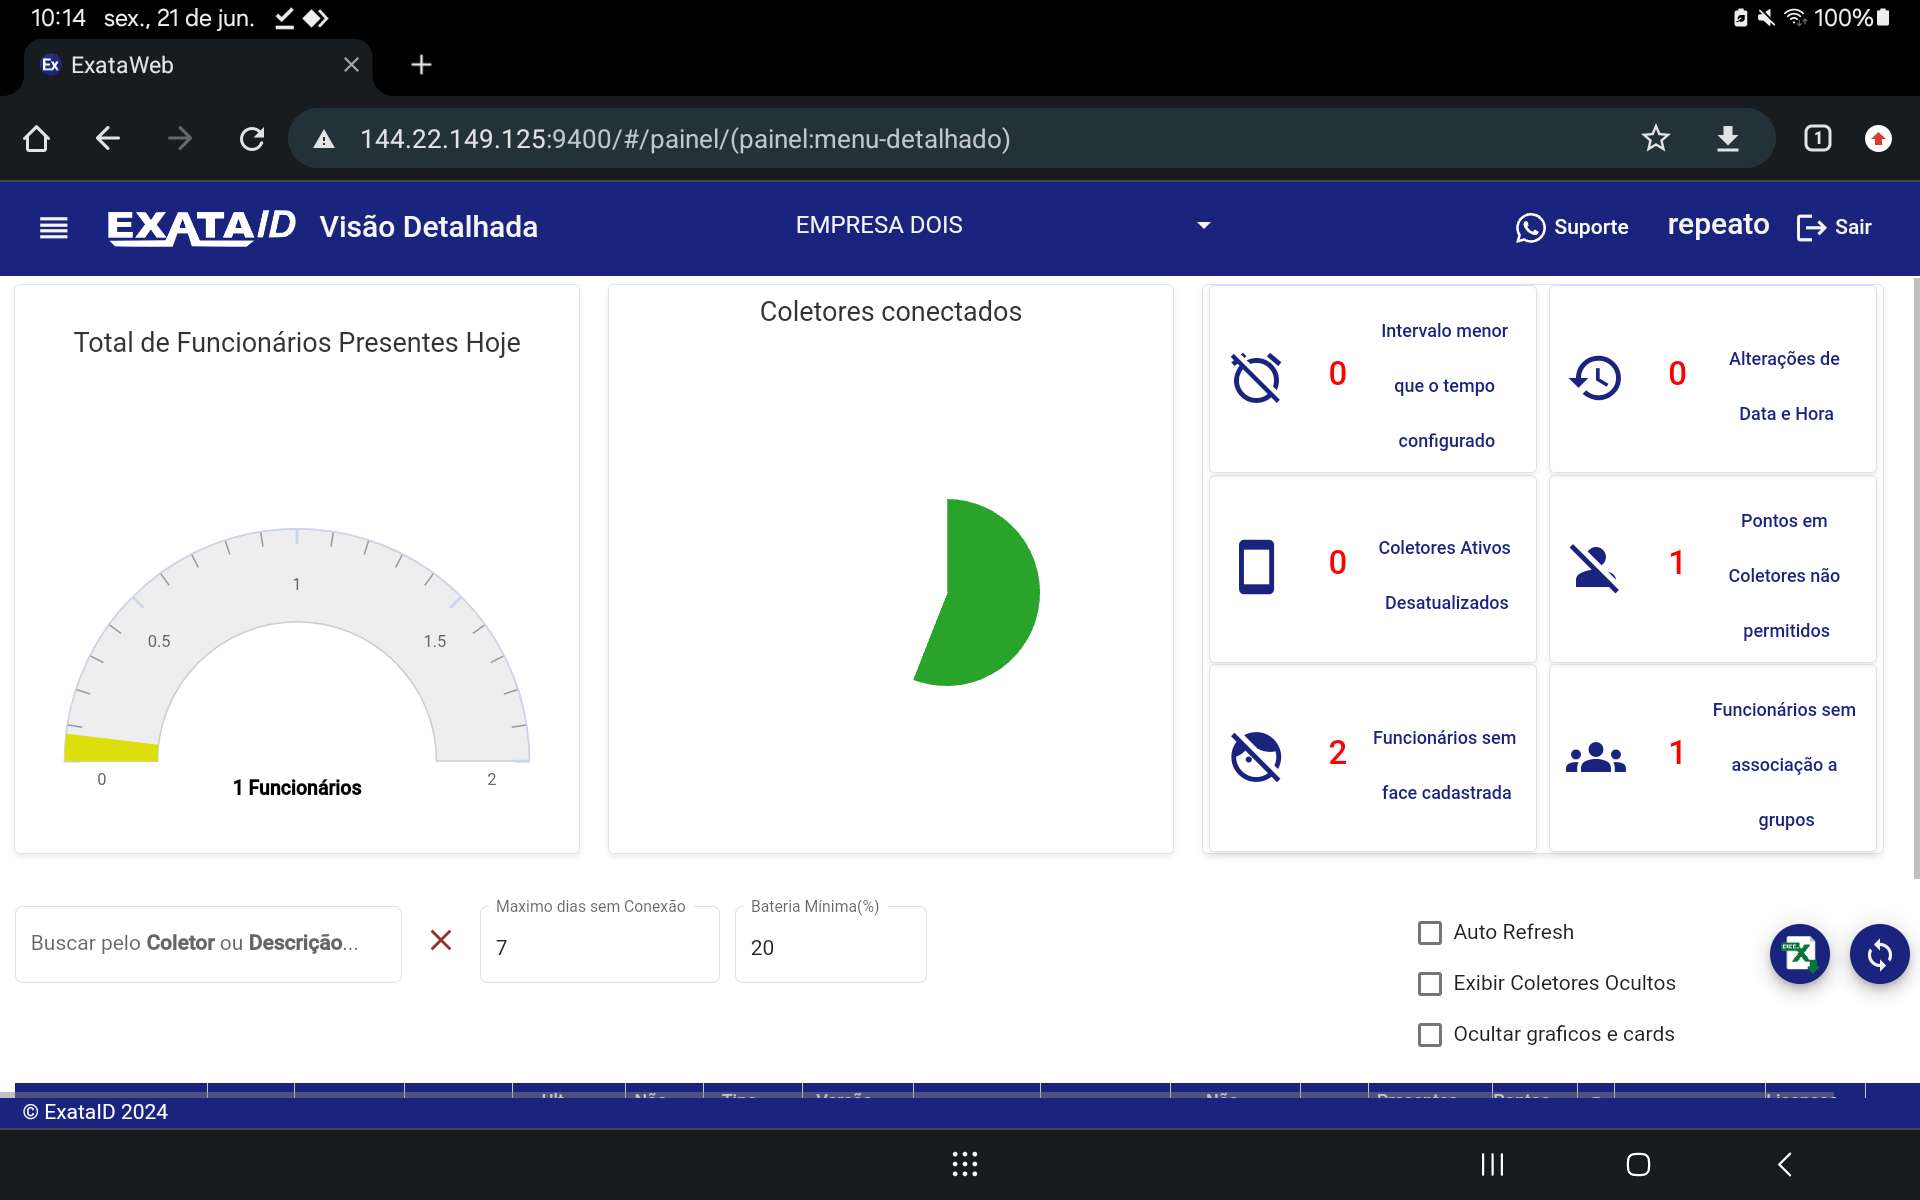 10:14 sex., 21 de jun. 100%
Ex ExataWeb
144.22.149.125:9400/#/painel/(painel:menu-detalhado) 1
EXATAID Visão Detalhada EMPRESA DOIS Suporte repeato Sair
Total de Funcionários Presentes Hoje
0
0.5
1
1.5
2
1 Funcionários
Coletores conectados
0 Intervalo menor
que o tempo
configurado
0 Alterações de
Data e Hora
0 Coletores Ativos
Desatualizados
1 Pontos em
Coletores não
permitidos
2 Funcionários sem
face cadastrada
1 Funcionários sem
associação a
grupos
Buscar pelo Coletor ou Descrição...
Maximo dias sem Conexão
7
Bateria Mínima(%)
20
Auto Refresh
Exibir Coletores Ocultos
Ocultar graficos e cards
© ExataID 2024